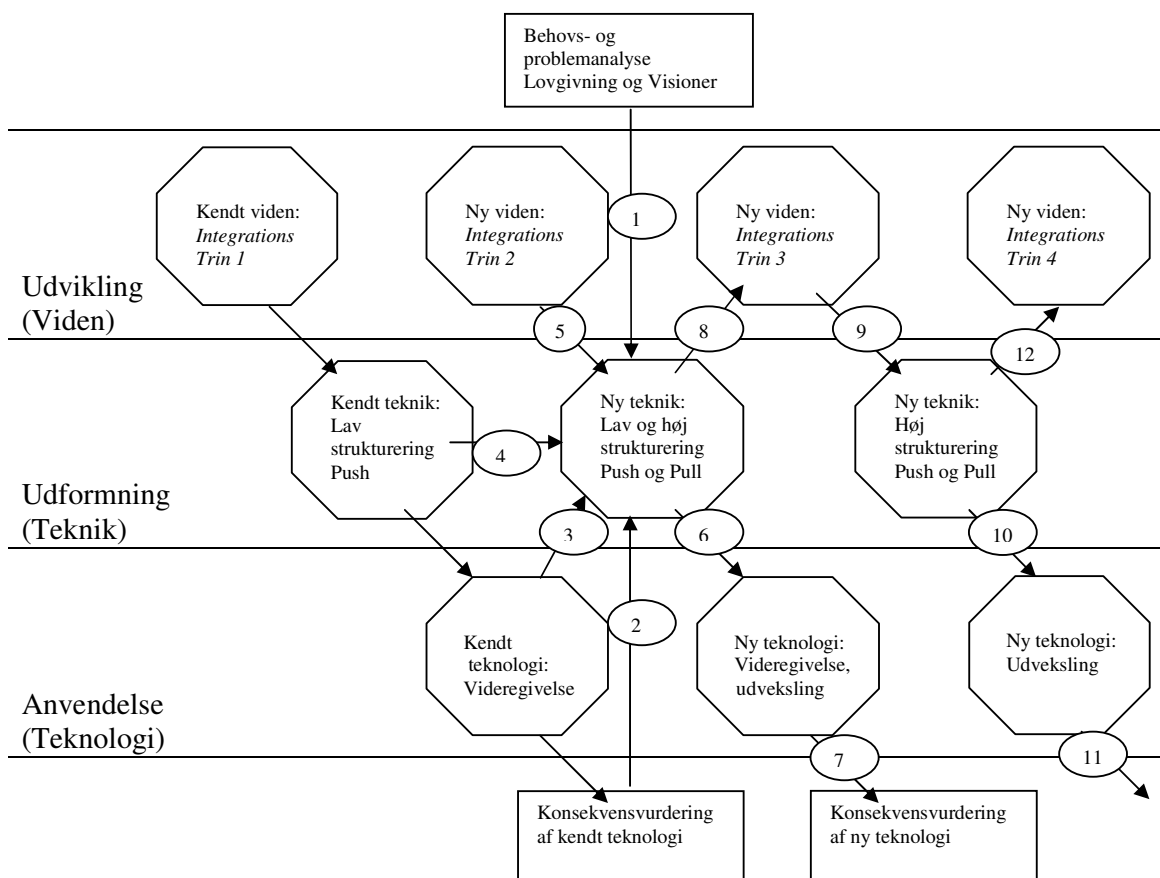 Behovs- og
problemanalyse
Lovgivning og Visioner
Kendt viden:
Integrations
Trin 1
Ny viden:
Integrations
Trin 2
1
Ny viden:
Integrations
Trin 3
Ny viden:
Integrations
Trin 4
Udvikling
(Viden)
5
8
9
12
Kendt teknik:
Lav
strukturering
Push
4
Ny teknik:
Lav og høj
strukturering
Push og Pull
Ny teknik:
Høj
strukturering
Push og Pull
Udformning
(Teknik)
3
6
10
Kendt
teknologi:
Videregivelse
2
Ny teknologi:
Videregivelse,
udveksling
Ny teknologi:
Udveksling
Anvendelse
(Teknologi)
7
11
Konsekvensvurdering
af kendt teknologi
Konsekvensvurdering
af ny teknologi